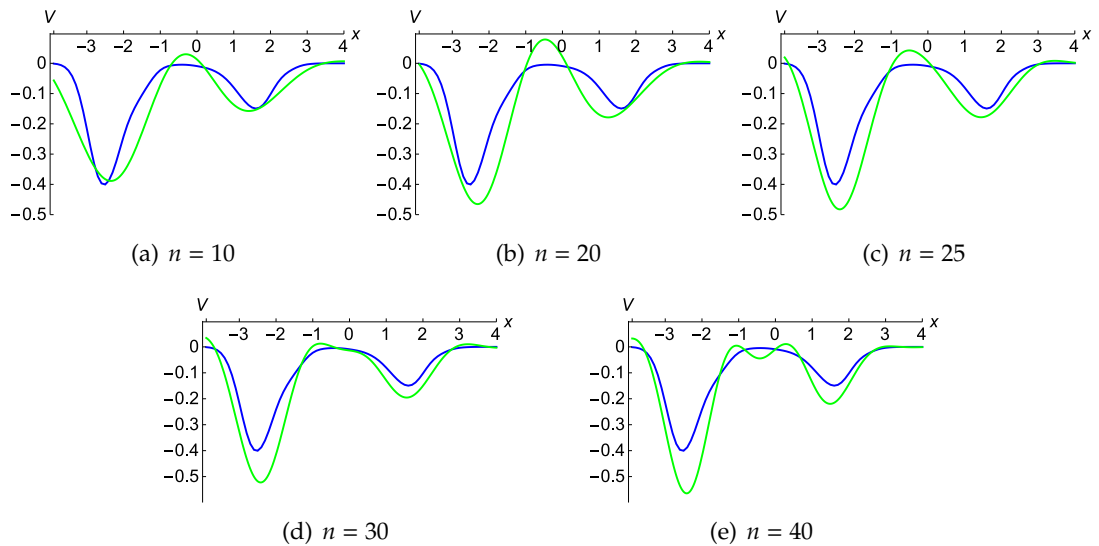 V V V
x x x
−3 −2 −1 0 1 2 3 4 −3 −2 −1 0 1 2 3 4 −3 −2 −1 0 1 2 3 4
0 0 0
−0.1 −0.1 −0.1
−0.2 −0.2 −0.2
−0.3 −0.3 −0.3
−0.4 −0.4 −0.4
−0.5 −0.5 −0.5
(a) n = 10 (b) n = 20 (c) n = 25
V V
−3 −2 −1 0 1 2 3 4 x −3 −2 −1 0 1 2 3 4 x
0 0
−0.1 −0.1
−0.2 −0.2
−0.3 −0.3
−0.4 −0.4
−0.5 −0.5
(d) n = 30 (e) n = 40